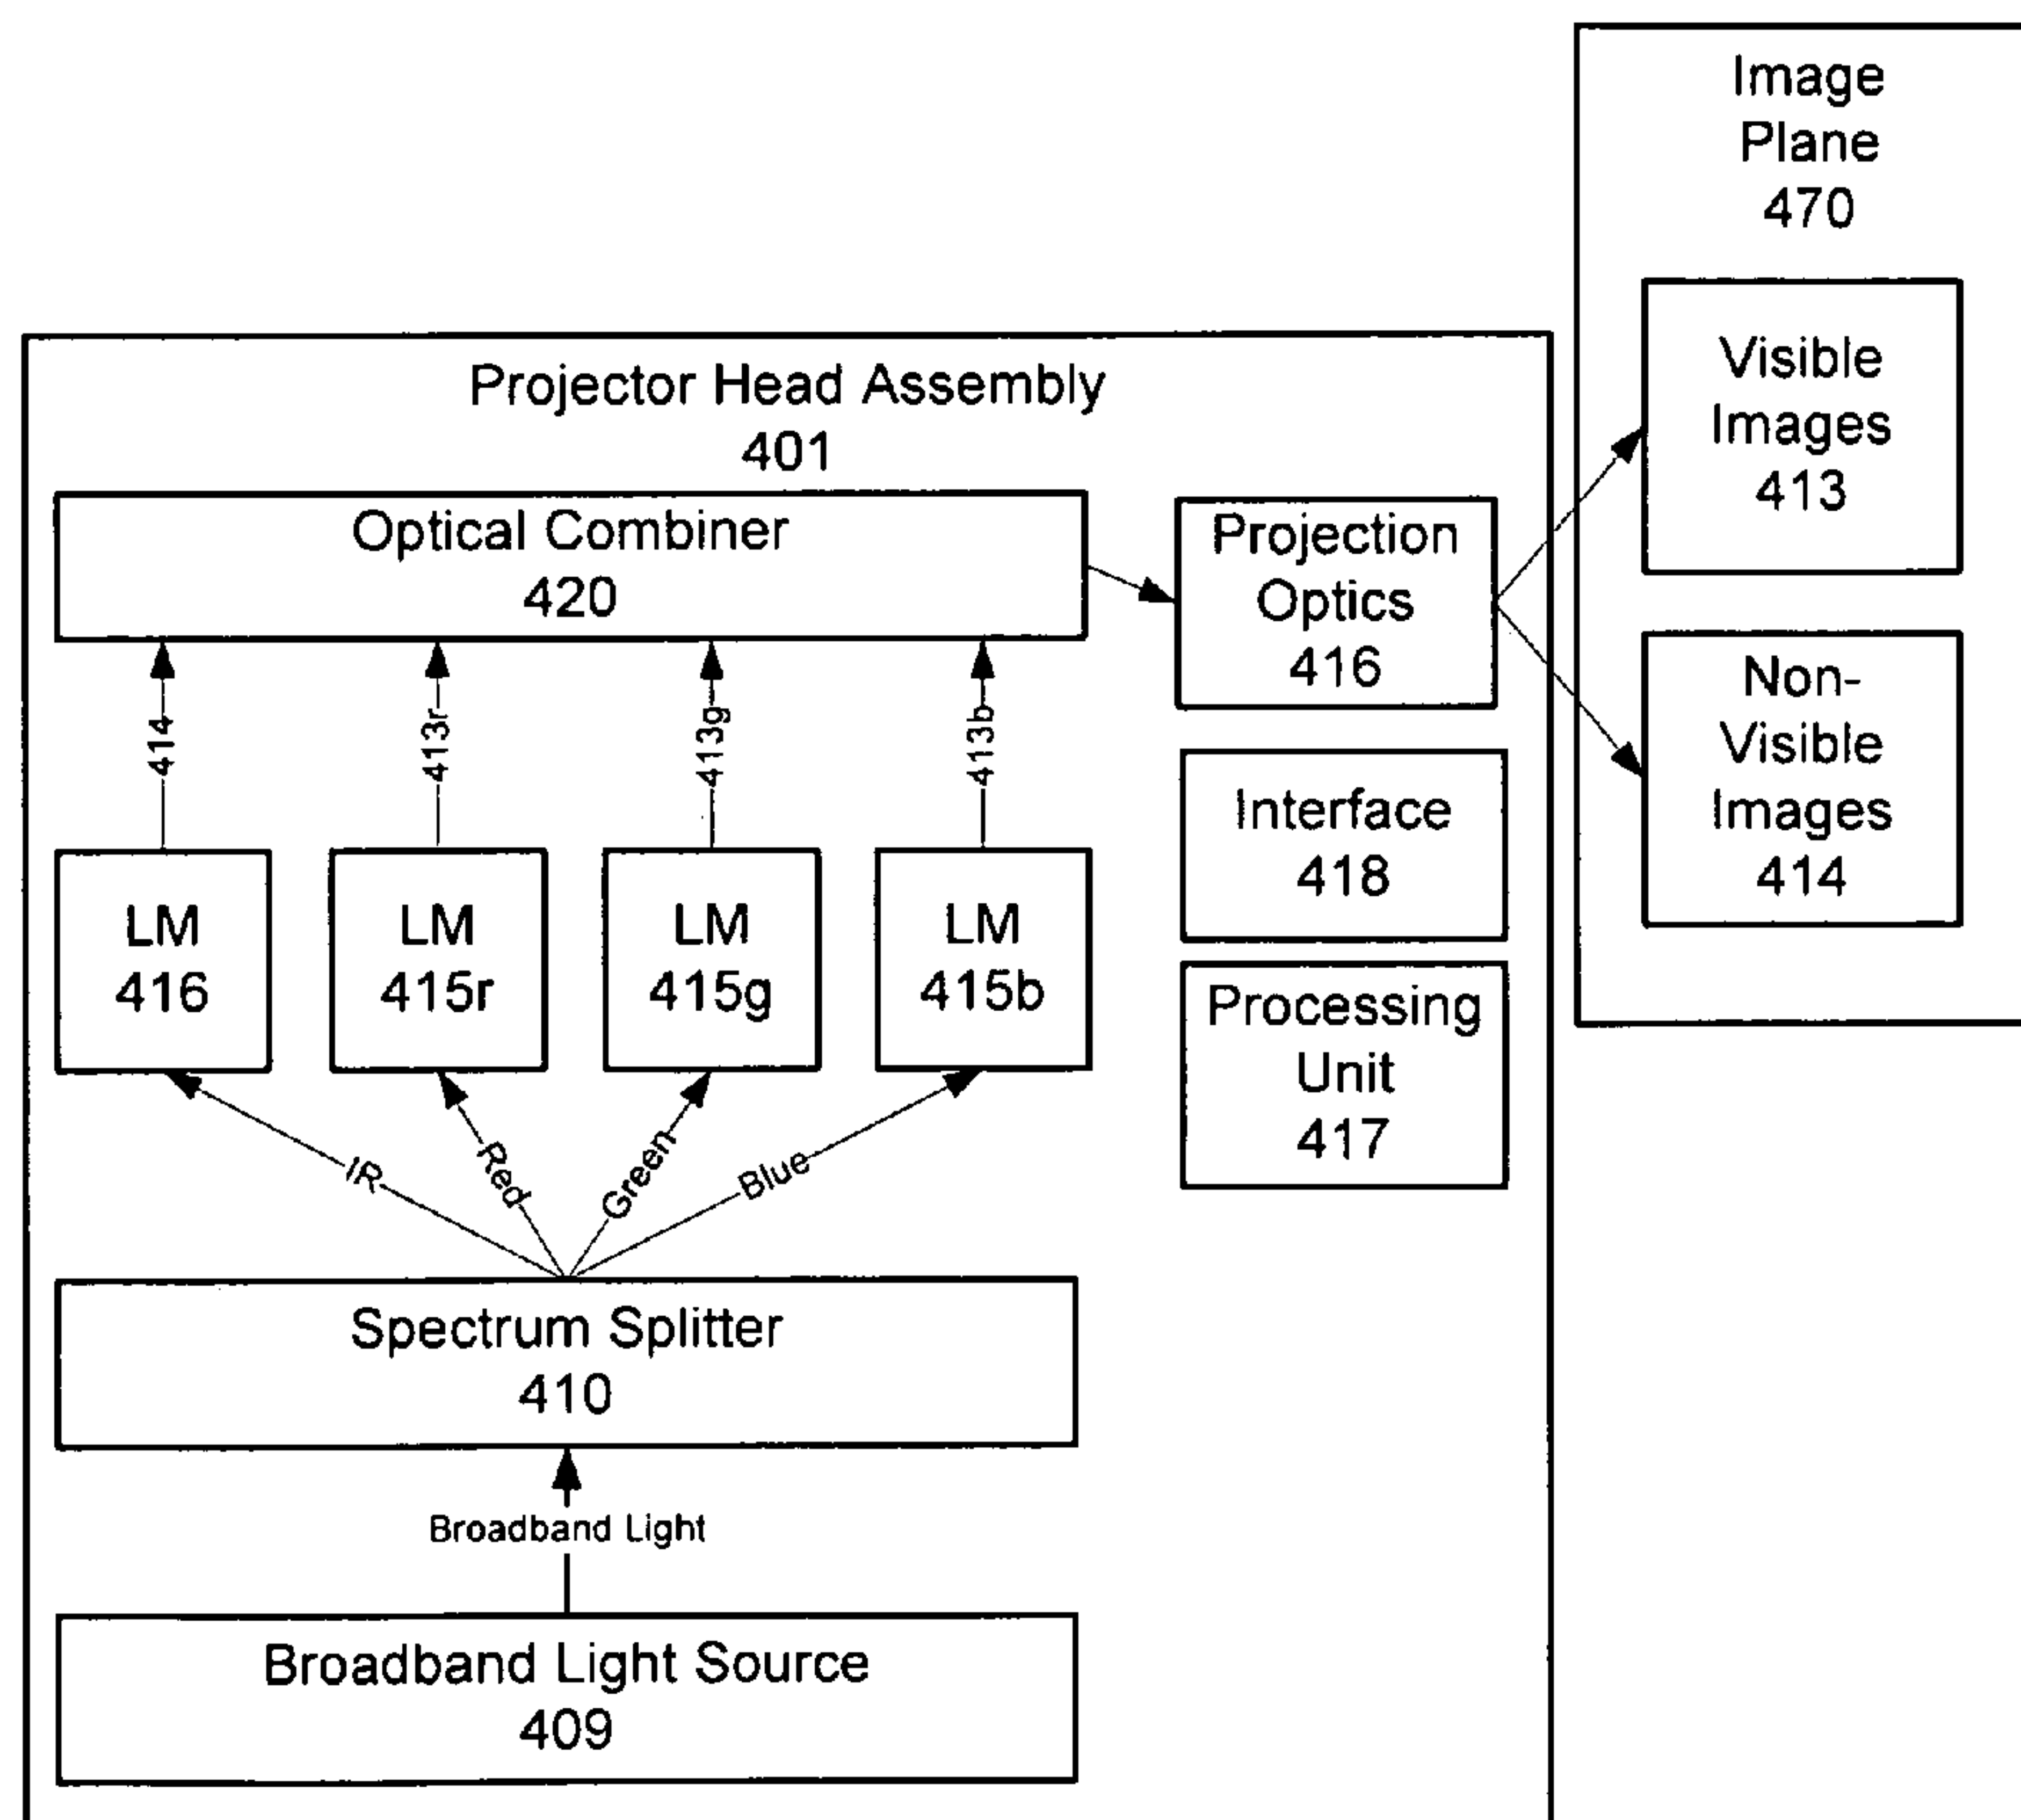 Image
Plane
470
Visible
Images
413
Non-
Visible
Images
414
Projector Head Assembly
401
Optical Combiner
420
Projection
Optics
416
414
413r
413g
413b
Interface
418
LM
416
LM
415r
LM
415g
LM
415b
Processing
Unit
417
IR
Red
Green
Blue
Spectrum Splitter
410
Broadband Light
Broadband Light Source
409